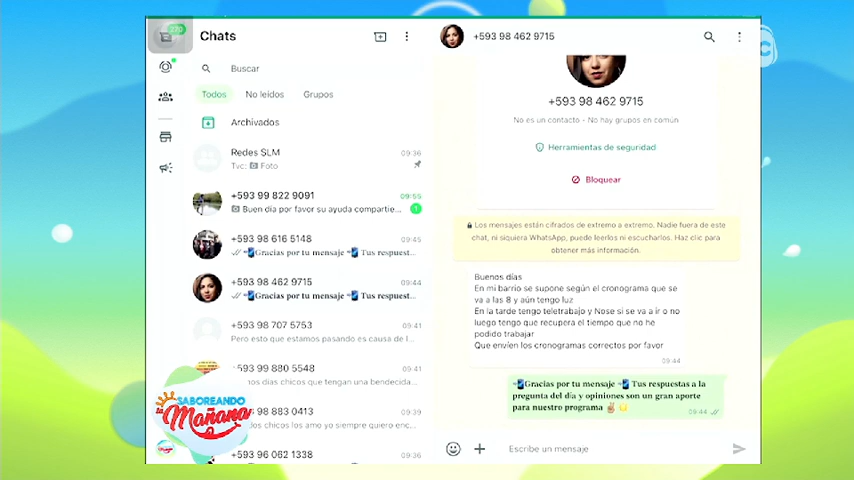 270
Chats
Buscar
Todos
No leídos
Grupos
Archivados
Redes SLM
09:36
Tvc: Foto
+593 99 822 9091
09:55
Buen dia por favor su ayuda compartie...
1
+593 98 616 5148
09:45
Gracias por tu mensaje Tus respuest...
+593 98 462 9715
09:44
Gracias por tu mensaje Tus respuest...
+593 98 707 5753
09:41
Pero esto que estamos pasando es causa de l...
+593 99 880 5548
09:41
nos días chicos que tengan una bendecida...
98 883 0413
09:39
dos chicos los amo yo siempre quiero enc...
+593 96 062 1338
09:36
SABOREANDO
la Mañana
+593 98 462 9715
+593 98 462 9715
No es un contacto - No hay grupos en común
Herramientas de seguridad
Bloquear
Los mensajes están cifrados de extremo a extremo. Nadie fuera de este
chat, ni siquiera WhatsApp, puede leerlos ni escucharlos. Haz clic para
obtener más información.
Buenos días
En mi barrio se supone según el cronograma que se
va a las 8 y aún tengo luz
En la tarde tengo teletrabajo y Nose si se va a ir o no
luego tengo que recupera el tiempo que no he
podido trabajar
Que envíen los cronogramas correctos por favor
09:44
Gracias por tu mensaje Tus respuestas a la
pregunta del día y opiniones son un gran aporte
para nuestro programa
09:44
Escribe un mensaje